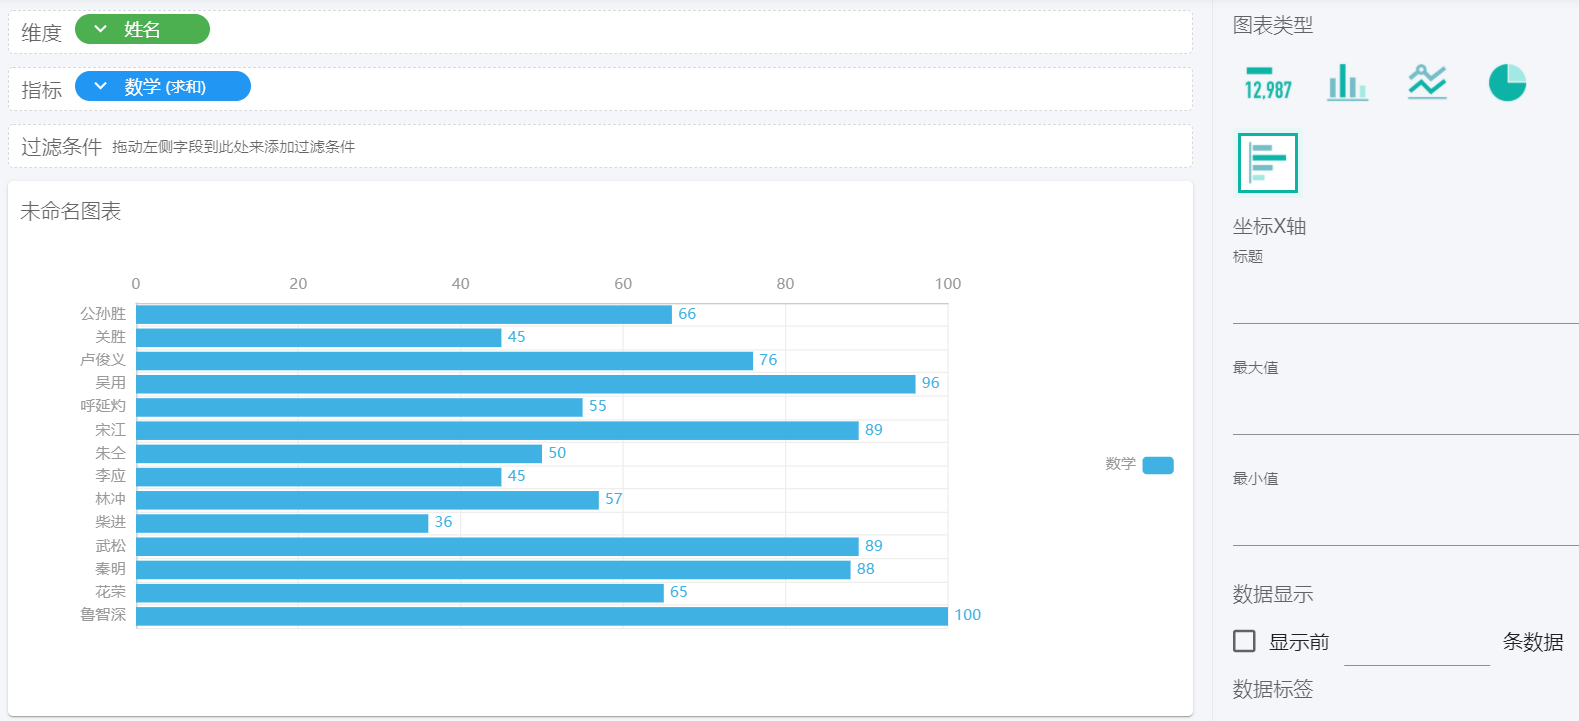 维度 姓名
指标 数学 (求和)
过滤条件 拖动左侧字段到此处来添加过滤条件
未命名图表
0 20 40 60 80 100
公孙胜 66
关胜 45
卢俊义 76
吴用 96
呼延灼 55
宋江 89
朱仝 50
李应 45
林冲 57
柴进 36
武松 89
秦明 88
花荣 65
鲁智深 100
数学
图表类型
12,987
坐标X轴
标题
最大值
最小值
数据显示
显示前 条数据
数据标签